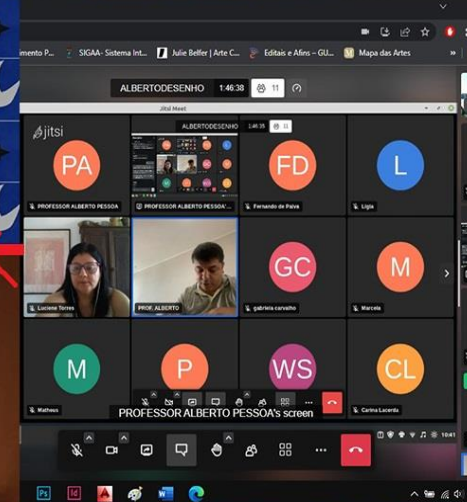 imento P... SIGAA- Sistema Int... Julie Belfer | Arte C... Editais e Afins – GU... Mapa das Artes »
ALBERTODESENHO 1:46:38 11
Jitsi Meet
jitsi
ALBERTODESENHO 1:46:35 11
PA
FD
L
PROFESSOR ALBERTO PESSOA
PROFESSOR ALBERTO PESSOA'...
Fernando de Paiva
Ligia
GC
M
Luciene Torres
PROF. ALBERTO
gabriela carvalho
Marcela
M
P
WS
CL
Matheus
Carina Lacerda
PROFESSOR ALBERTO PESSOA's screen
10:41
Ps Id A W